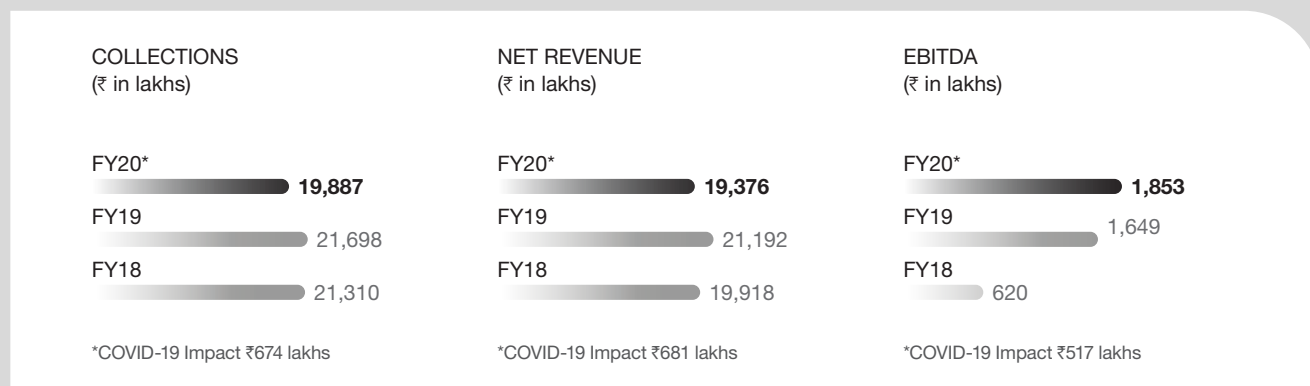 COLLECTIONS
(₹ in lakhs)
FY20*
19,887
FY19
21,698
FY18
21,310
*COVID-19 Impact ₹674 lakhs
NET REVENUE
(₹ in lakhs)
FY20*
19,376
FY19
21,192
FY18
19,918
*COVID-19 Impact ₹681 lakhs
EBITDA
(₹ in lakhs)
FY20*
1,853
FY19
1,649
FY18
620
*COVID-19 Impact ₹517 lakhs